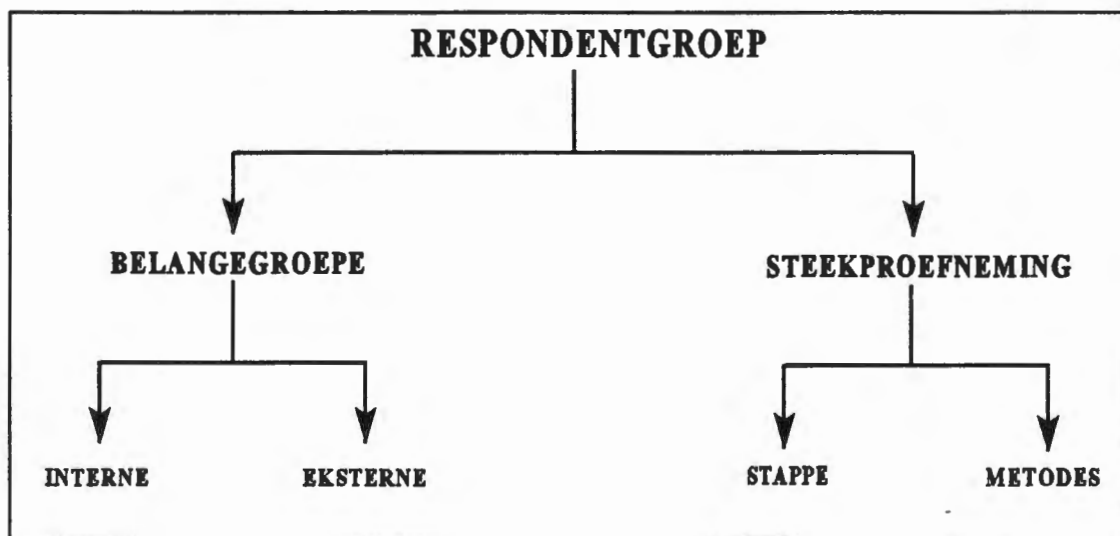 RESPONDENTGROEP
BELANGEGROEPE
STEEKPROEFNEMING
INTERNE
EKSTERNE
STAPPE
METODES